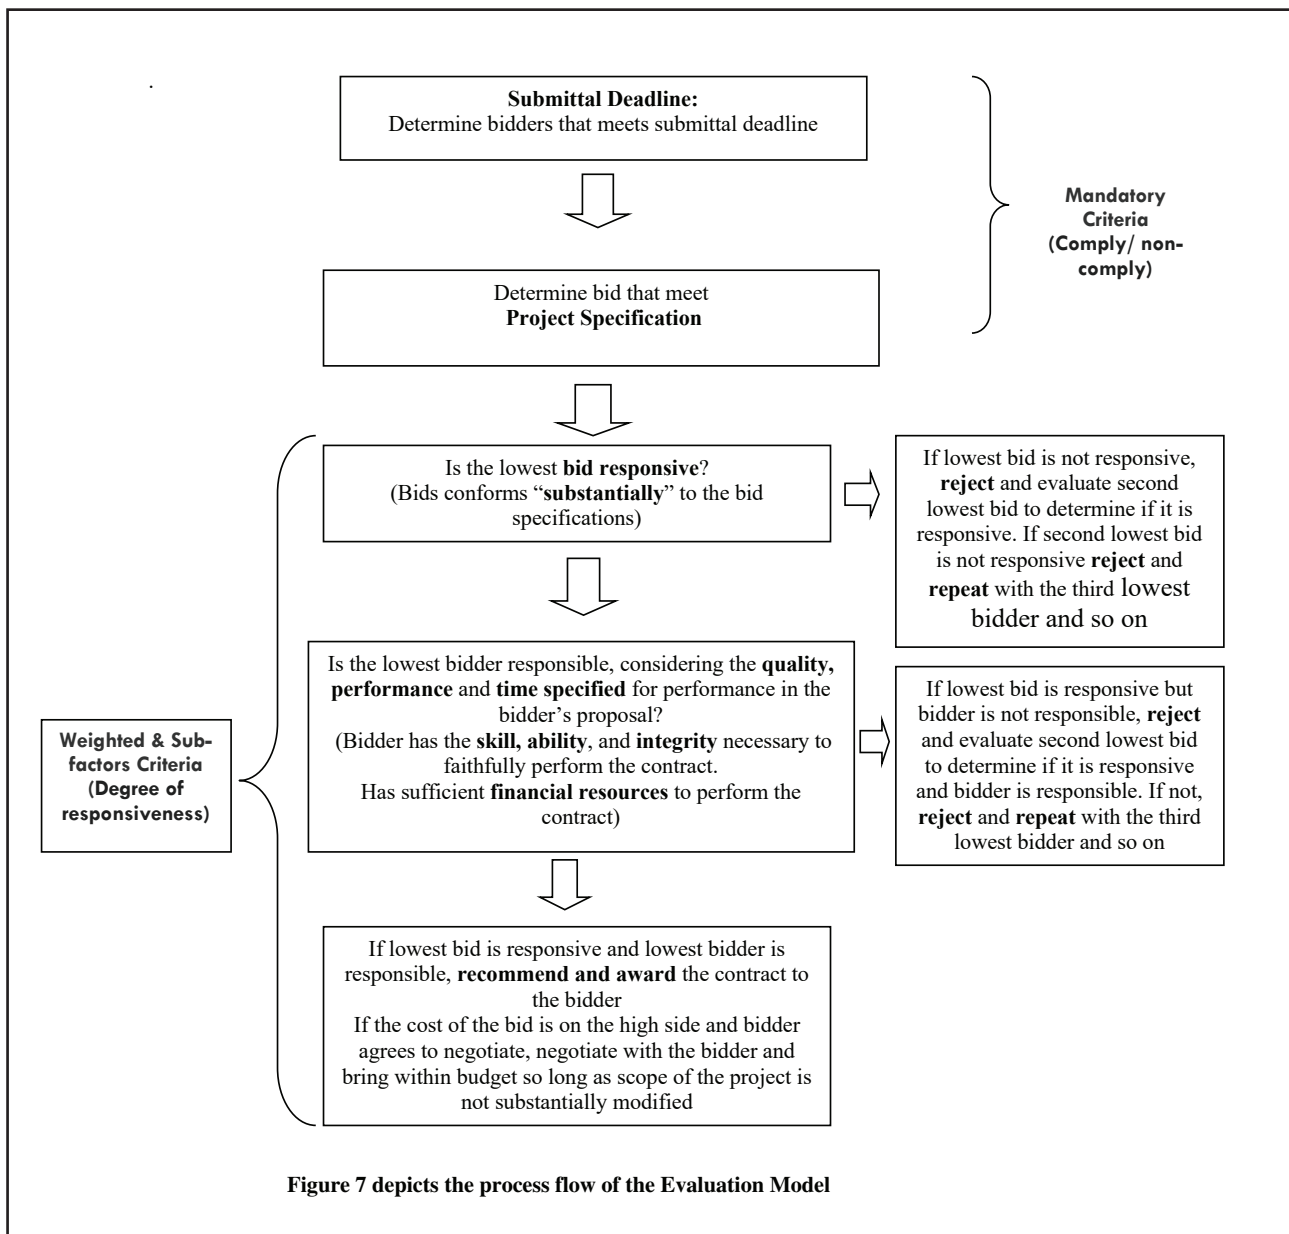 Submittal Deadline:
Determine bidders that meets submittal deadline
Mandatory
Criteria
(Comply/ non-
comply)
Determine bid that meet
Project Specification
Is the lowest bid responsive?
(Bids conforms “substantially” to the bid
specifications)
If lowest bid is not responsive,
reject and evaluate second
lowest bid to determine if it is
responsive. If second lowest bid
is not responsive reject and
repeat with the third lowest
bidder and so on
Is the lowest bidder responsible, considering the quality,
performance and time specified for performance in the
bidder’s proposal?
(Bidder has the skill, ability, and integrity necessary to
faithfully perform the contract.
Has sufficient financial resources to perform the
contract)
If lowest bid is responsive but
bidder is not responsible, reject
and evaluate second lowest bid
to determine if it is responsive
and bidder is responsible. If not,
reject and repeat with the third
lowest bidder and so on
Weighted & Sub-
factors Criteria
(Degree of
responsiveness)
If lowest bid is responsive and lowest bidder is
responsible, recommend and award the contract to
the bidder
If the cost of the bid is on the high side and bidder
agrees to negotiate, negotiate with the bidder and
bring within budget so long as scope of the project is
not substantially modified
Figure 7 depicts the process flow of the Evaluation Model